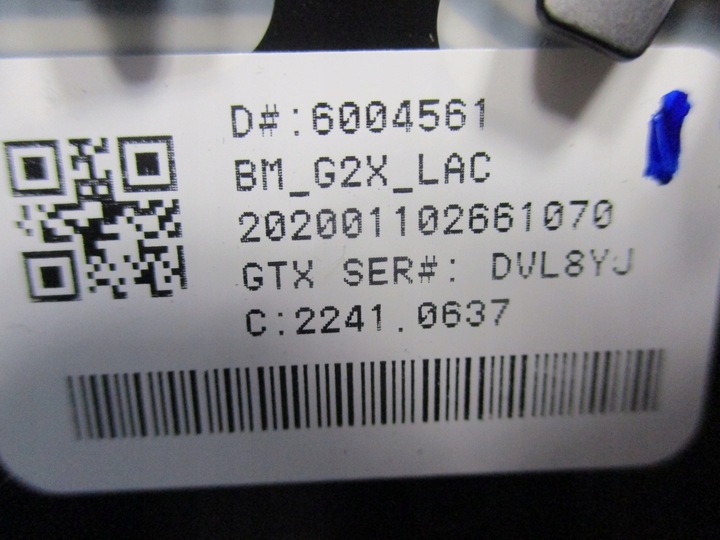 D#:6004561
BM_G2X_LAC
202001102661070
GTX SER#: DVL8YJ
C:2241.0637